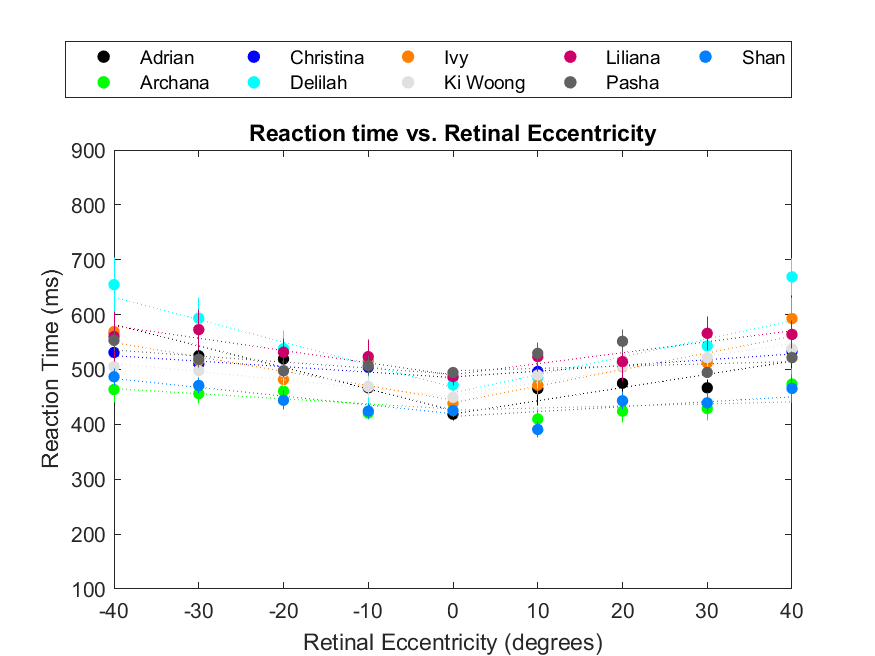 Adrian Christina Ivy Liliana Shan
Archana Delilah Ki Woong Pasha
Reaction time vs. Retinal Eccentricity
900
800
700
600
500
400
300
200
100
Reaction Time (ms)
-40 -30 -20 -10 0 10 20 30 40
Retinal Eccentricity (degrees)